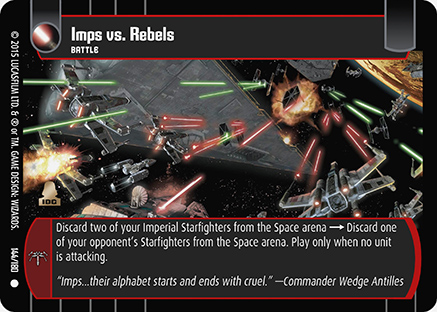 Imps vs. Rebels
BATTLE
© 2015 LUCASFILM LTD. & ® or TM. GAME DESIGN: WIZARDS.
144/180
100
Discard two of your Imperial Starfighters from the Space arena → Discard one
of your opponent's Starfighters from the Space arena. Play only when no unit
is attacking.
“Imps...their alphabet starts and ends with cruel.” —Commander Wedge Antilles